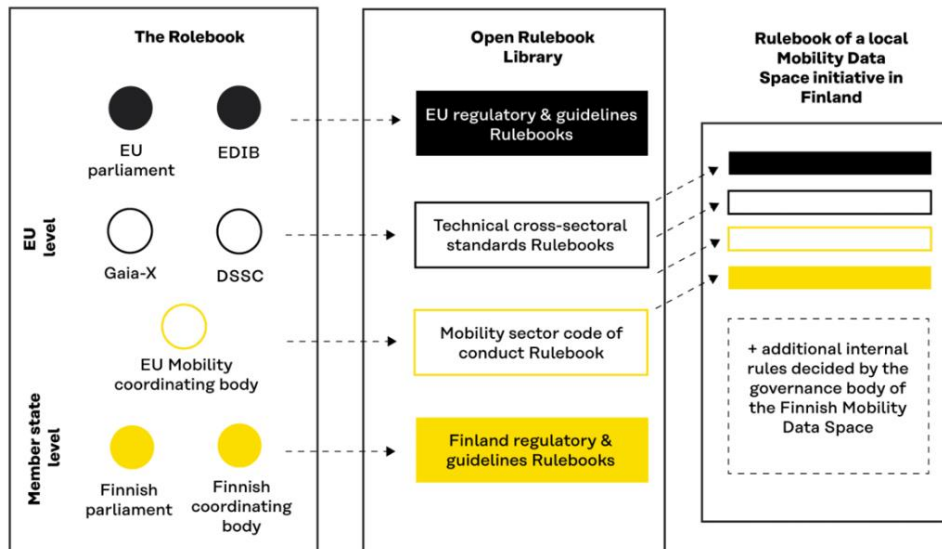 The Rolebook
EU
parliament
EDIB
EU
level
Gaia-X
DSSC
EU Mobility
coordinating body
Member state
level
Finnish
parliament
Finnish
coordinating
body
Open Rulebook
Library
EU regulatory & guidelines
Rulebooks
Technical cross-sectoral
standards Rulebooks
Mobility sector code of
conduct Rulebook
Finland regulatory &
guidelines Rulebooks
Rulebook of a local
Mobility Data
Space initiative in
Finland
+ additional internal
rules decided by the
governance body of
the Finnish Mobility
Data Space